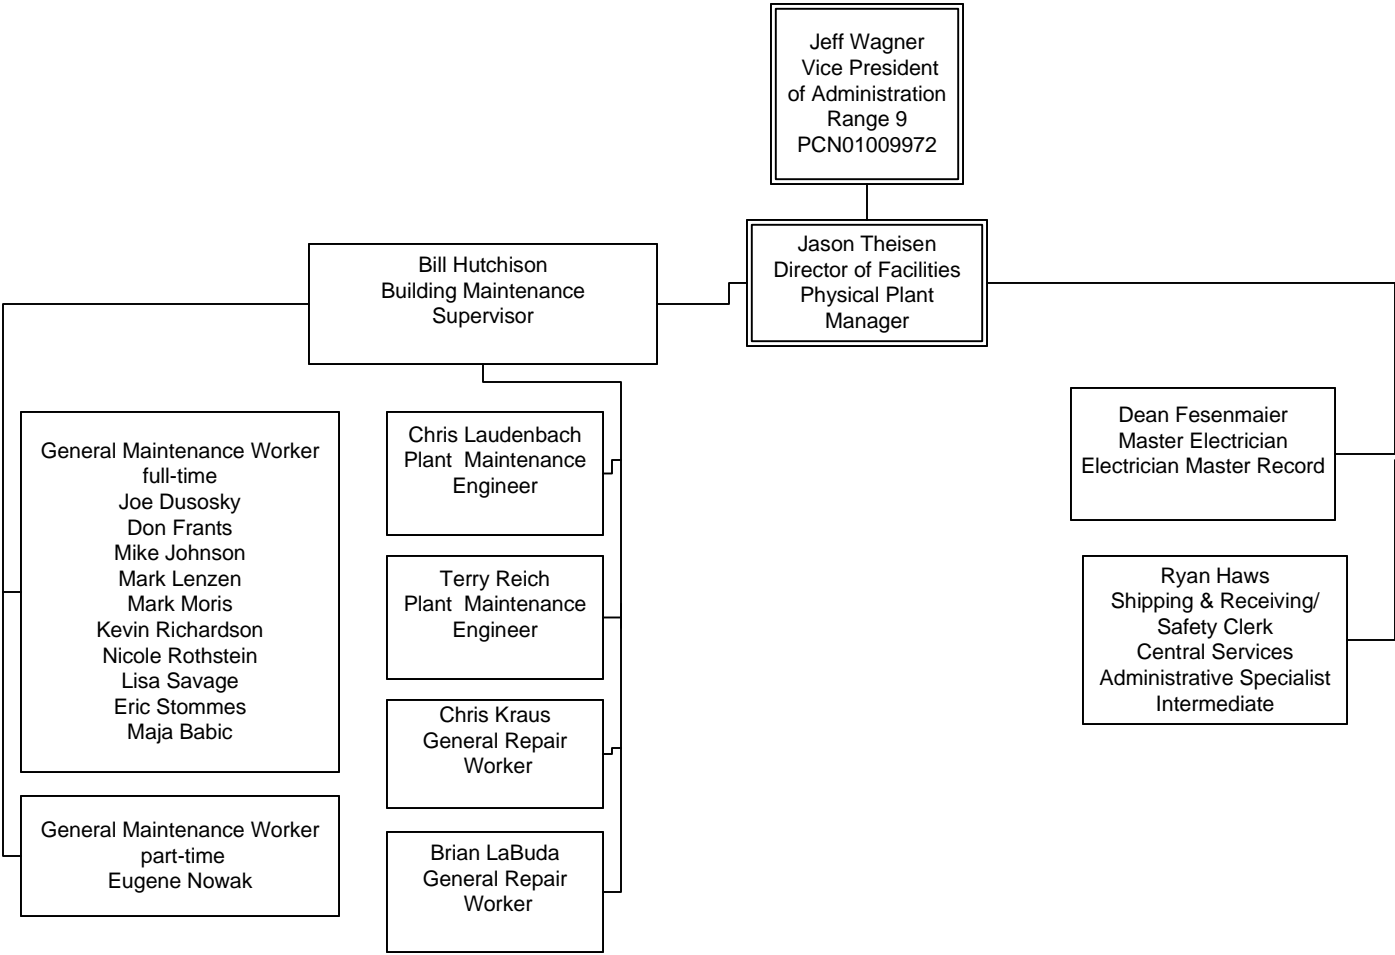 Jeff Wagner
Vice President
of Administration
Range 9
PCN01009972
Jason Theisen
Director of Facilities
Physical Plant
Manager
Bill Hutchison
Building Maintenance
Supervisor
General Maintenance Worker
full-time
Joe Dusosky
Don Frants
Mike Johnson
Mark Lenzen
Mark Moris
Kevin Richardson
Nicole Rothstein
Lisa Savage
Eric Stommes
Maja Babic
General Maintenance Worker
part-time
Eugene Nowak
Chris Laudenbach
Plant Maintenance
Engineer
Terry Reich
Plant Maintenance
Engineer
Chris Kraus
General Repair
Worker
Brian LaBuda
General Repair
Worker
Dean Fesenmaier
Master Electrician
Electrician Master Record
Ryan Haws
Shipping & Receiving/
Safety Clerk
Central Services
Administrative Specialist
Intermediate